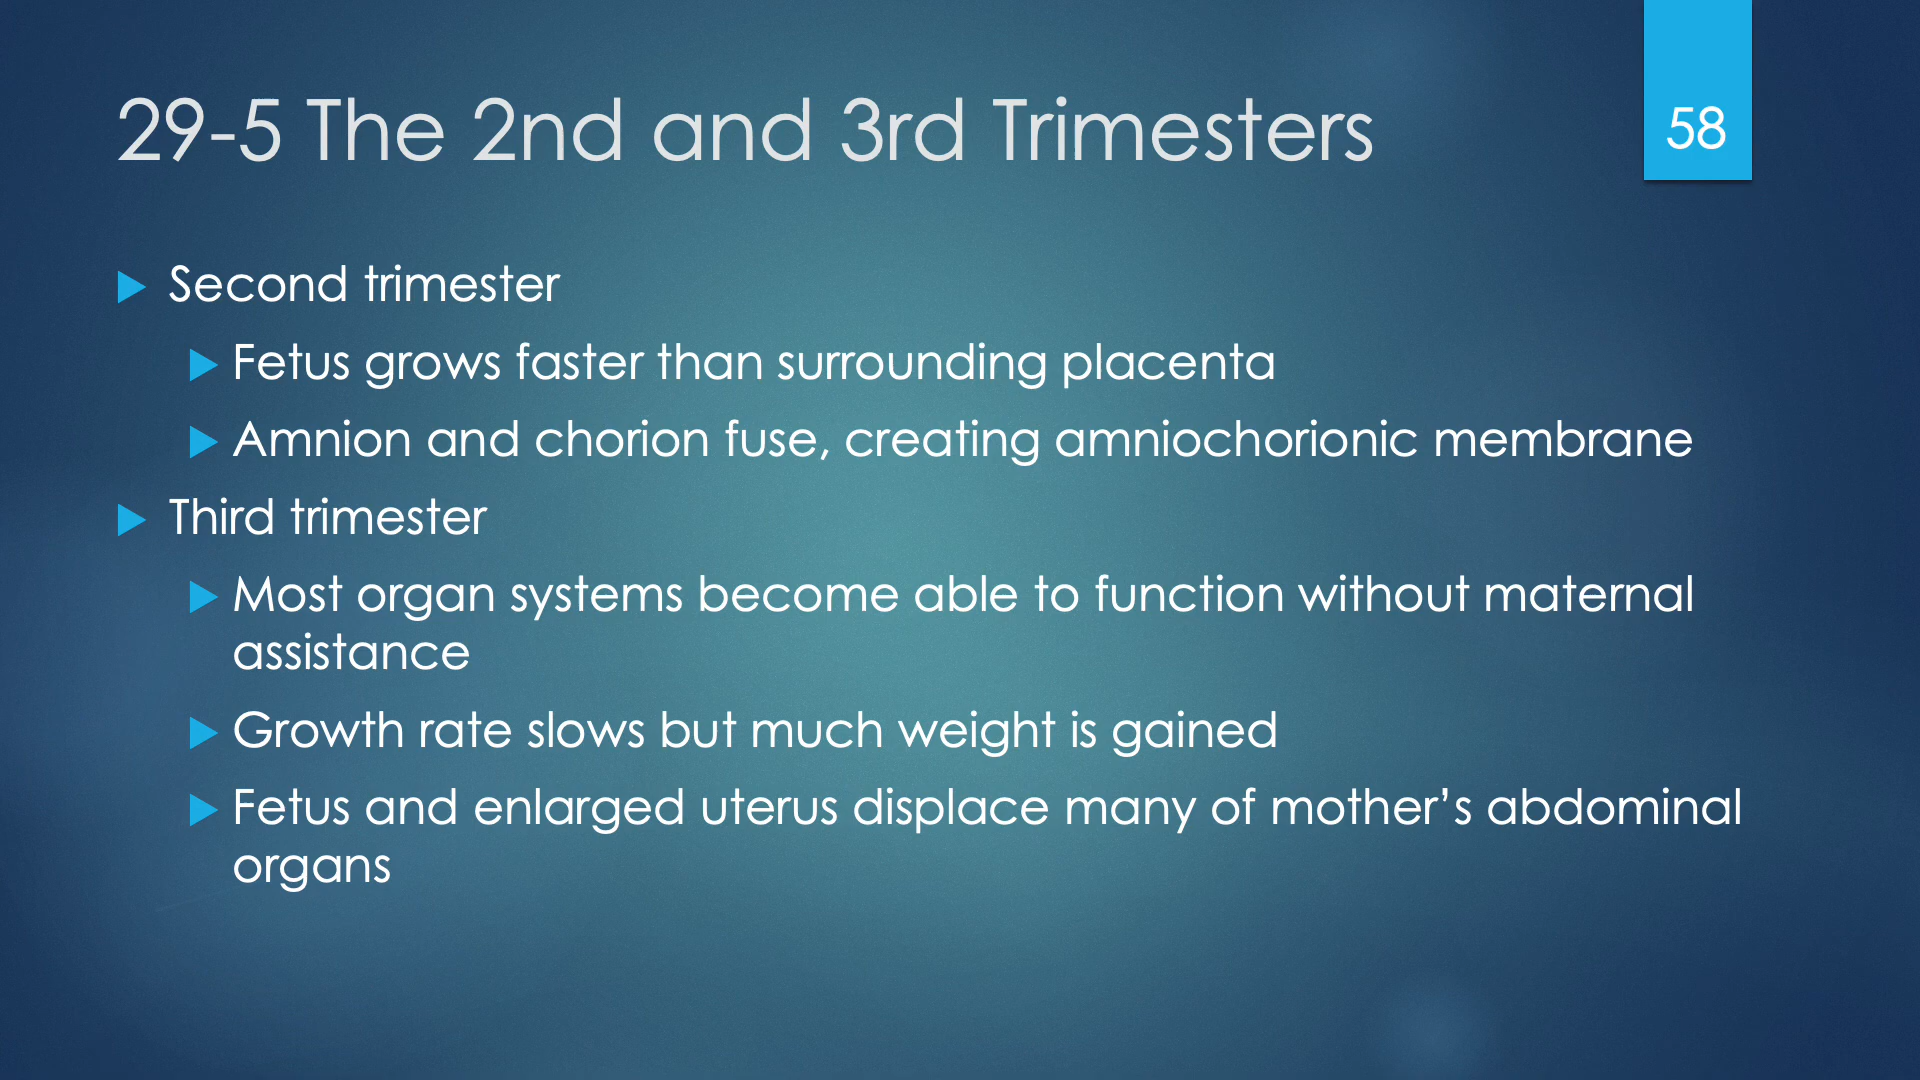 29-5 The 2nd and 3rd Trimesters
58
Second trimester
Fetus grows faster than surrounding placenta
Amnion and chorion fuse, creating amniochorionic membrane
Third trimester
Most organ systems become able to function without maternal
assistance
Growth rate slows but much weight is gained
Fetus and enlarged uterus displace many of mother’s abdominal
organs